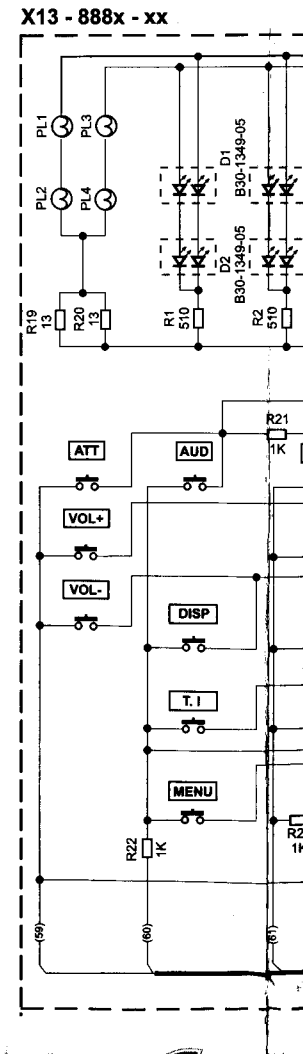 X13 - 888x - xx
PL1
PL3
PL2
PL4
D1
B30-1349-05
D2
B30-1349-05
R19
13
R20
13
R1
510
R2
510
R21
1K
ATT
AUD
VOL+
VOL-
DISP
T. I
MENU
R22
1K
1K
(59)
(60)
(61)